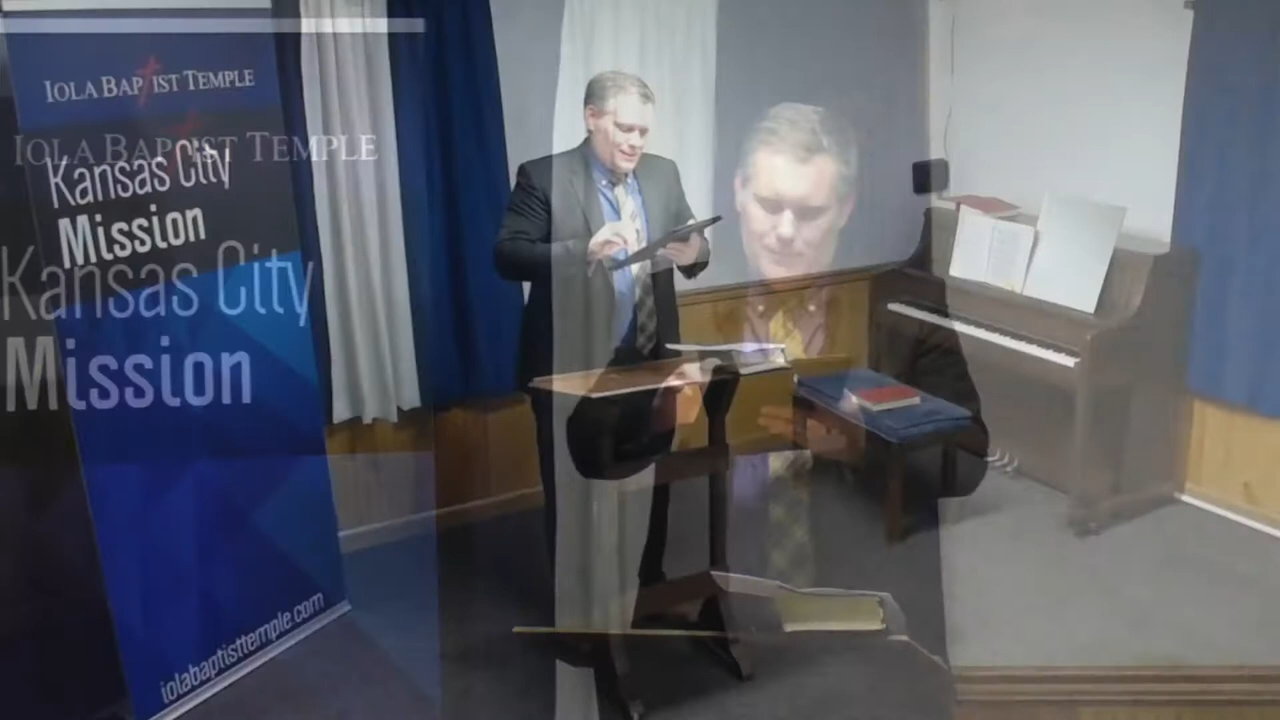 IOLA BAPTIST TEMPLE
Kansas City
Mission
iolabaptisttemple.com
IOLA BAPTIST TEMPLE
Kansas City
Mission